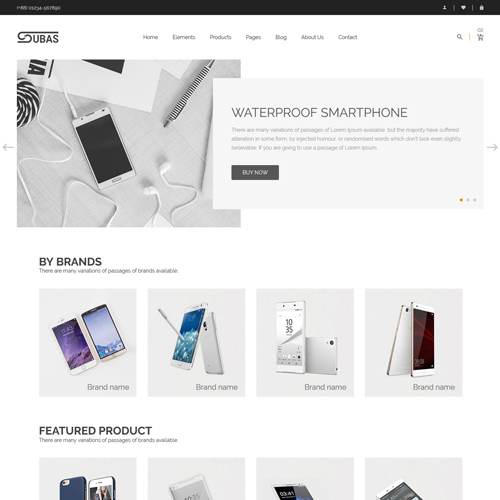 (+88) 01234-567890
SUBAS
Home Elements Products Pages Blog About Us Contact
02
WATERPROOF SMARTPHONE
There are many variations of passages of Lorem Ipsum available, but the majority have suffered
alteration in some form, by injected humour, or randomised words which don't look even slightly
believable. If you are going to use a passage of Lorem Ipsum.
BUY NOW
BY BRANDS
There are many variations of passages of brands available.
10
35
Brand name Brand name Brand name Brand name
FEATURED PRODUCT
There are many variations of passages of brands available.